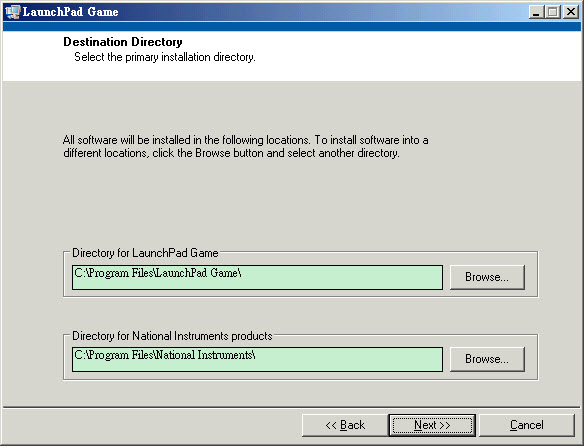 LaunchPad Game
Destination Directory
Select the primary installation directory.
All software will be installed in the following locations. To install software into a
different locations, click the Browse button and select another directory.
Directory for LaunchPad Game
C:\Program Files\LaunchPad Game\
Browse...
Directory for National Instruments products
C:\Program Files\National Instruments\
Browse...
<< Back
Next >>
Cancel